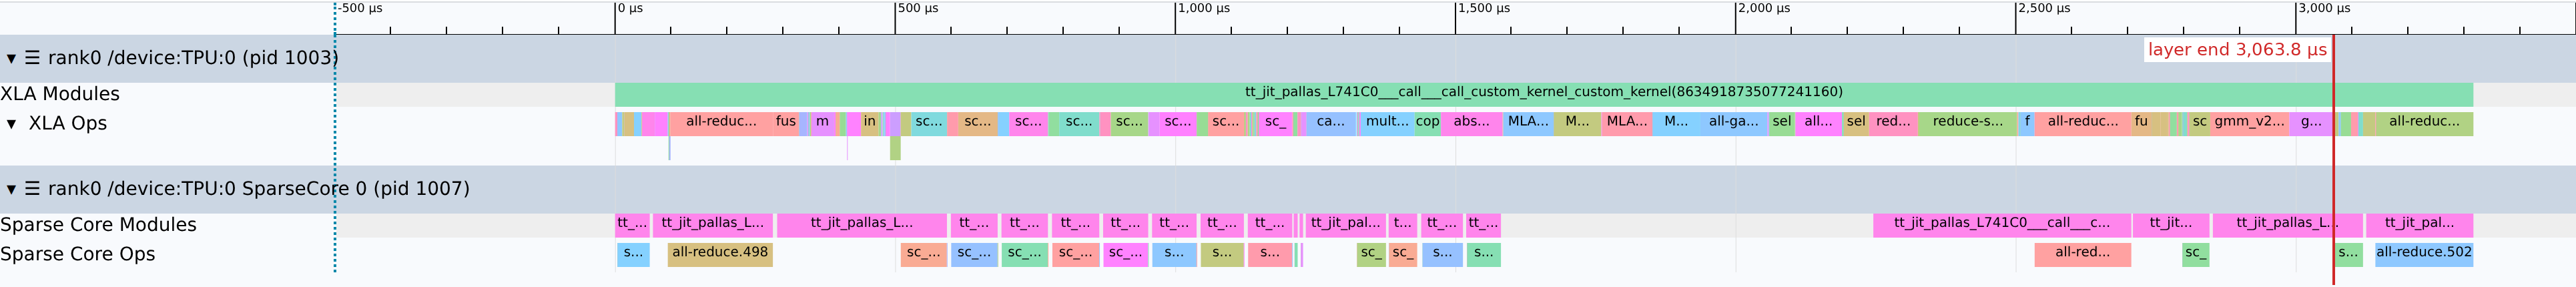 -500 µs 0 µs 500 µs 1,000 µs 1,500 µs 2,000 µs 2,500 µs 3,000 µs
▼ ☰ rank0 /device:TPU:0 (pid 1003)
layer end 3,063.8 µs
XLA Modules tt_jit_pallas_L741C0___call___call_custom_kernel_custom_kernel(8634918735077241160)
▼ XLA Ops all-reduc... fus m in sc... sc... sc... sc... sc... sc... sc... sc_ ca... mult... cop abs... MLA... M... MLA... M... all-ga... sel all... sel red... reduce-s... f all-reduc... fu sc gmm_v2... g... all-reduc...
▼ ☰ rank0 /device:TPU:0 SparseCore 0 (pid 1007)
Sparse Core Modules tt_... tt_jit_pallas_L... tt_jit_pallas_L... tt_... tt_... tt_... tt_... tt_... tt_... tt_... tt_jit_pal... t... tt_... tt_... tt_jit_pallas_L741C0___call___c... tt_jit... tt_jit_pallas_L... tt_jit_pal...
Sparse Core Ops s... all-reduce.498 sc_... sc_... sc_... sc_... sc_... s... s... s... sc_ sc_ s... s... all-red... sc_ s... all-reduce.502